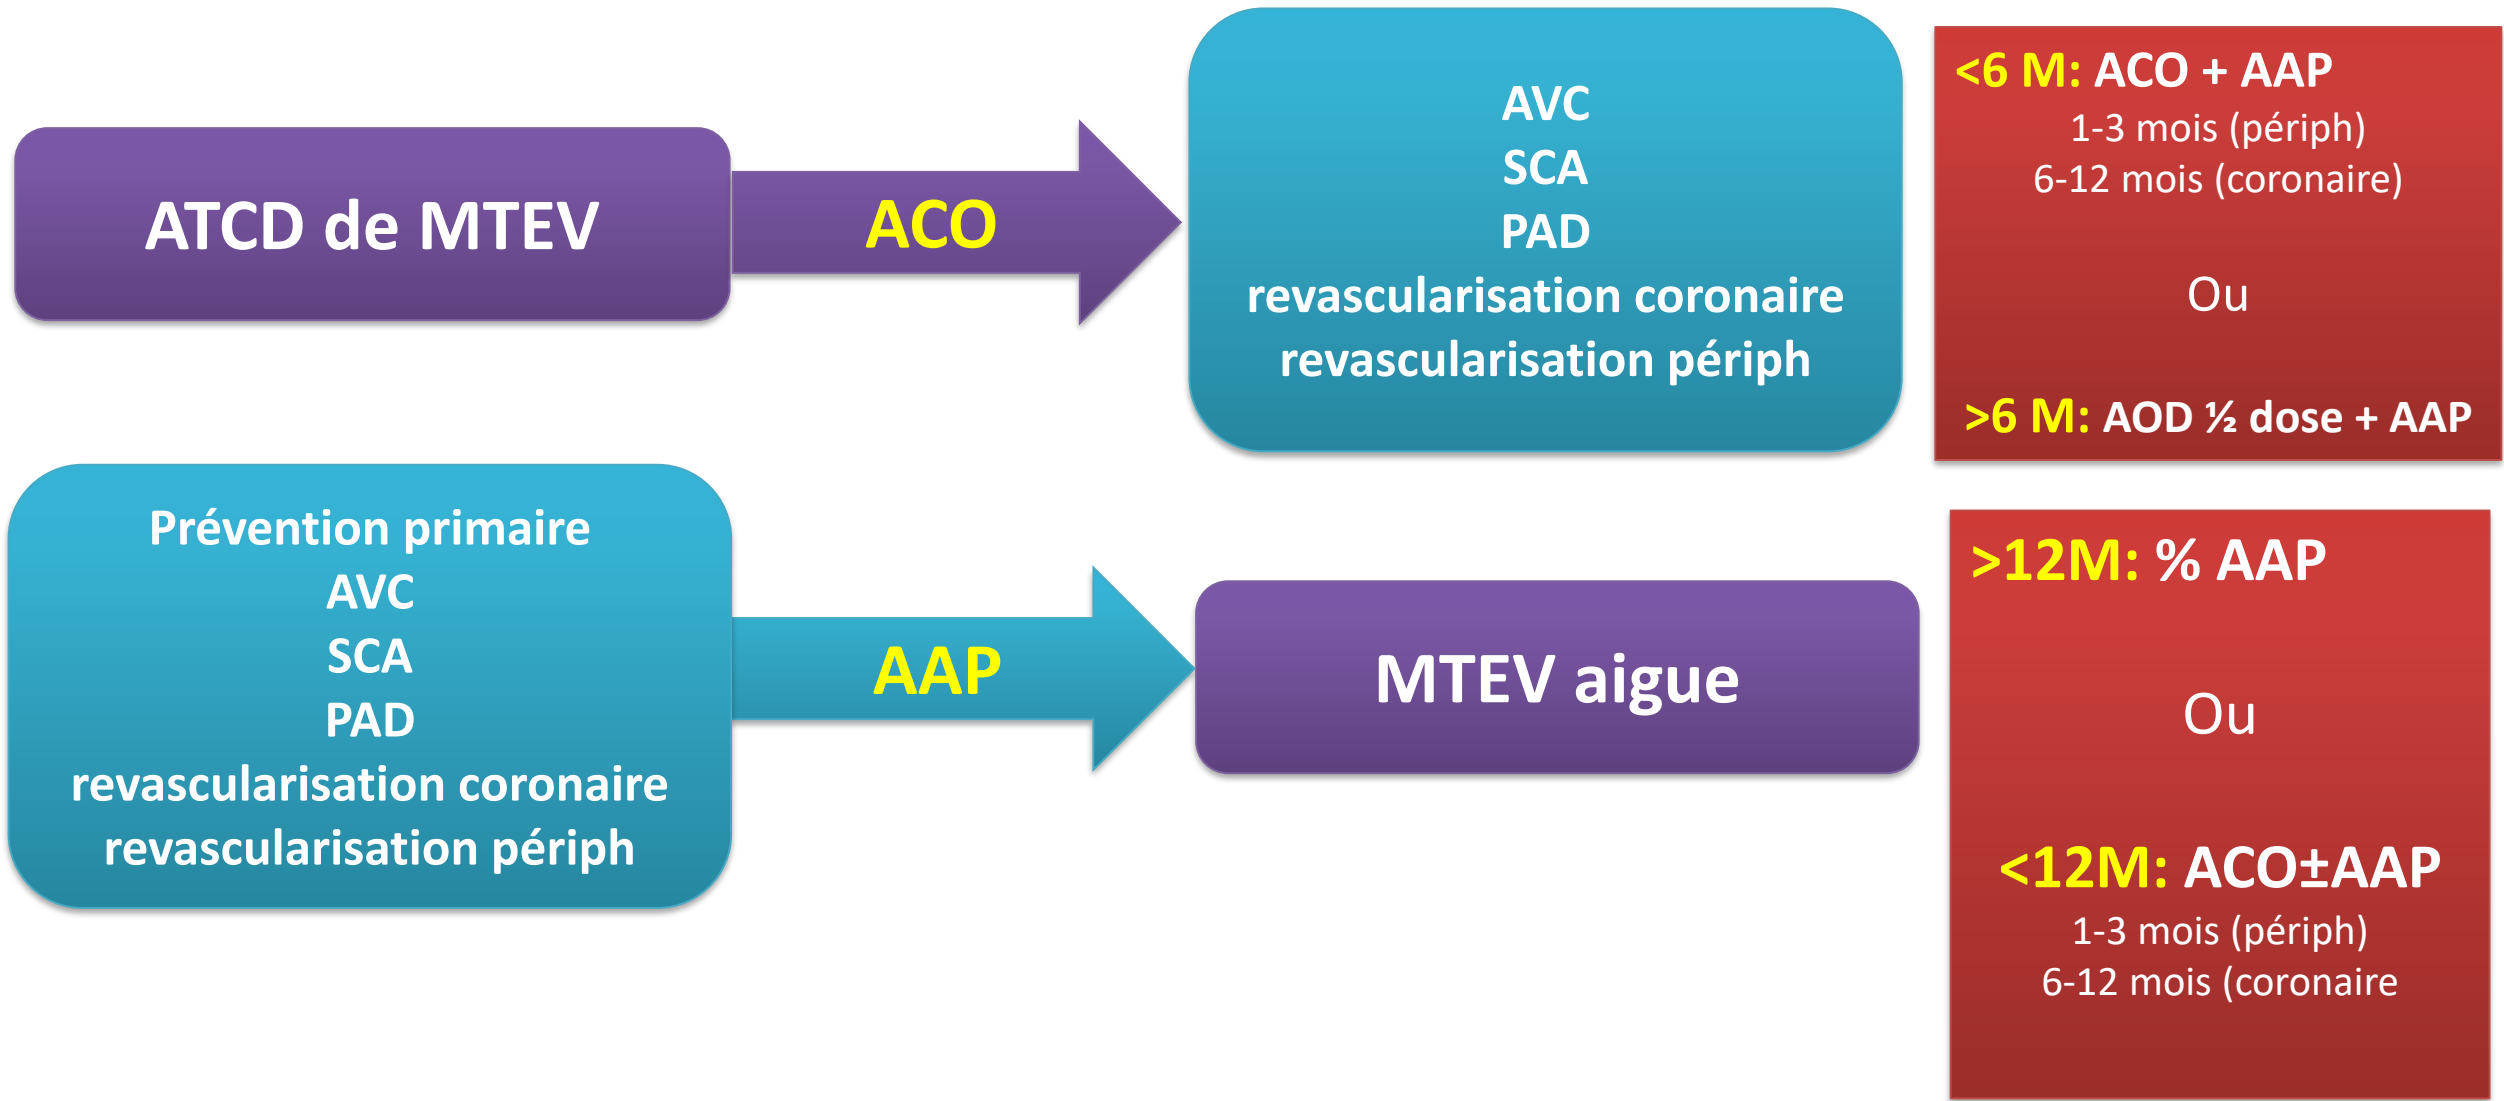 ATCD de MTEV
ACO
AVC
SCA
PAD
revascularisation coronaire
revascularisation périph
<6 M: ACO + AAP
1-3 mois (périph)
6-12 mois (coronaire)
Ou
>6 M: AOD ½ dose + AAP
Prévention primaire
AVC
SCA
PAD
revascularisation coronaire
revascularisation périph
AAP
MTEV aigue
>12M: % AAP
Ou
<12M: ACO±AAP
1-3 mois (périph)
6-12 mois (coronaire